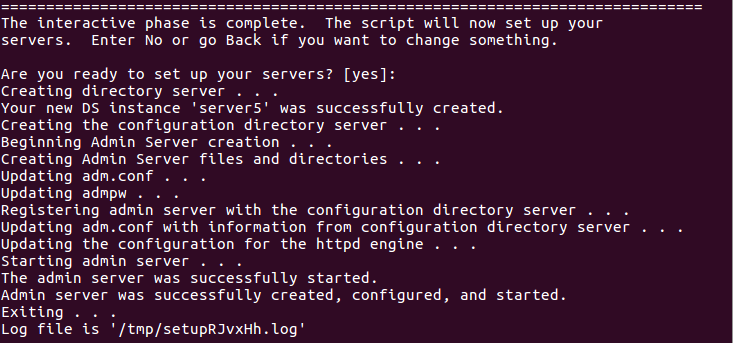 ==============================================================================
The interactive phase is complete.  The script will now set up your
servers.  Enter No or go Back if you want to change something.

Are you ready to set up your servers? [yes]:
Creating directory server . . .
Your new DS instance 'server5' was successfully created.
Creating the configuration directory server . . .
Beginning Admin Server creation . . .
Creating Admin Server files and directories . . .
Updating adm.conf . . .
Updating admpw . . .
Registering admin server with the configuration directory server . . .
Updating adm.conf with information from configuration directory server . . .
Updating the configuration for the httpd engine . . .
Starting admin server . . .
The admin server was successfully started.
Admin server was successfully created, configured, and started.
Exiting . . .
Log file is '/tmp/setupRJvxHh.log'